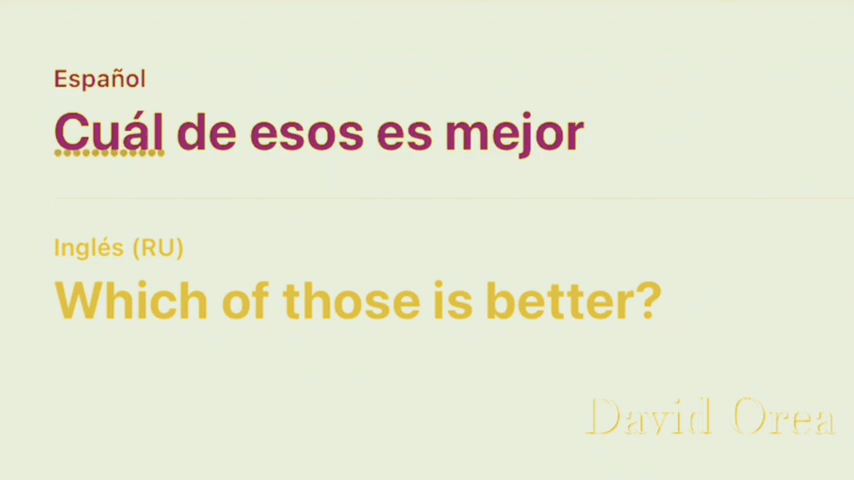 Español
Cuál de esos es mejor
Inglés (RU)
Which of those is better?
David Orea